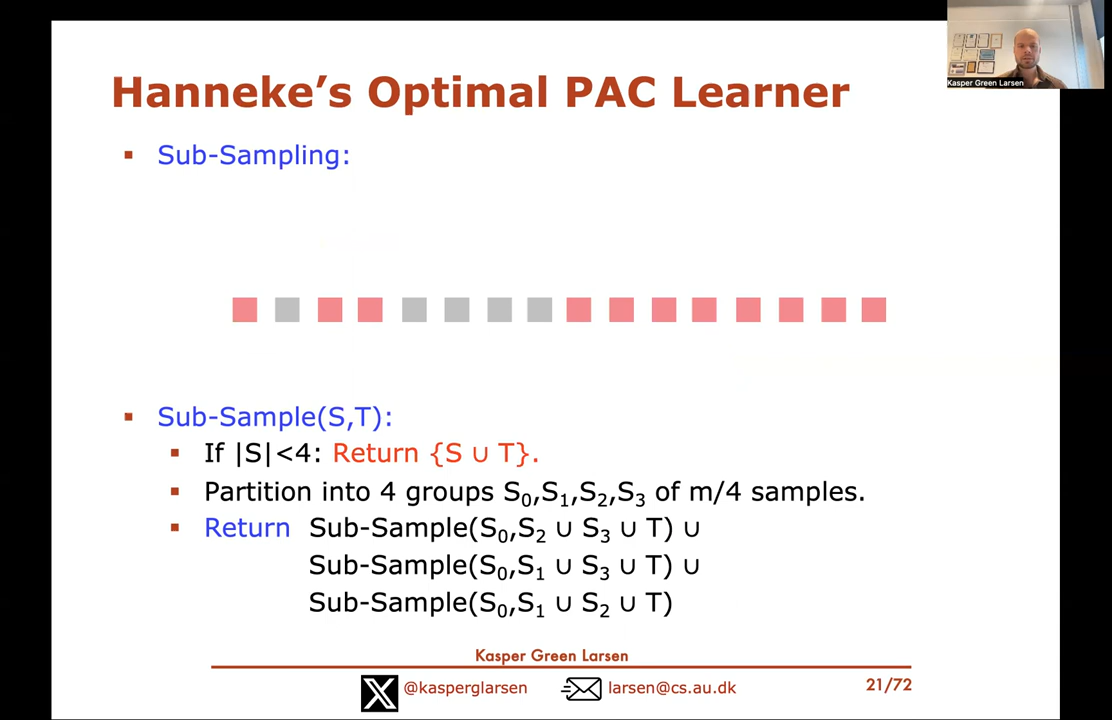 Kasper Green Larsen
Hanneke’s Optimal PAC Learner
▪ Sub-Sampling:
▪ Sub-Sample(S,T):
▪ If |S|<4: Return {S ∪ T}.
▪ Partition into 4 groups S₀,S₁,S₂,S₃ of m/4 samples.
▪ Return Sub-Sample(S₀,S₂ ∪ S₃ ∪ T) ∪
Sub-Sample(S₀,S₁ ∪ S₃ ∪ T) ∪
Sub-Sample(S₀,S₁ ∪ S₂ ∪ T)
Kasper Green Larsen
@kasperglarsen larsen@cs.au.dk 21/72